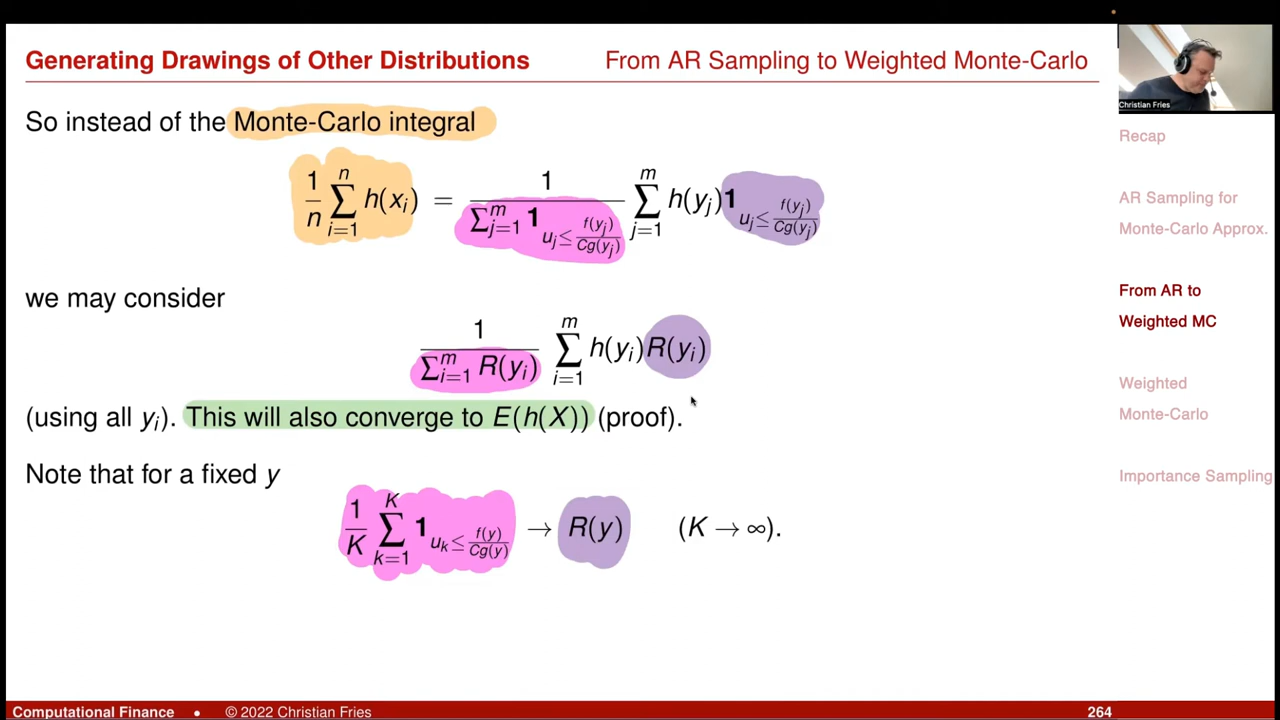 Generating Drawings of Other Distributions
From AR Sampling to Weighted Monte-Carlo
So instead of the Monte-Carlo integral
1/n ∑_{i=1}^{n} h(x_i) = 1/(∑_{j=1}^{m} 1_{u_j ≤ f(y_j)/Cg(y_j)}) ∑_{j=1}^{m} h(y_j) 1_{u_j ≤ f(y_j)/Cg(y_j)}
we may consider
1/(∑_{i=1}^{m} R(y_i)) ∑_{i=1}^{m} h(y_i) R(y_i)
(using all y_i). This will also converge to E(h(X)) (proof).
Note that for a fixed y
1/K ∑_{k=1}^{K} 1_{u_k ≤ f(y)/Cg(y)} → R(y) (K → ∞).
Christian Fries
Recap
AR Sampling for
Monte-Carlo Approx.
From AR to
Weighted MC
Weighted
Monte-Carlo
Importance Sampling
Computational Finance • © 2022 Christian Fries
264